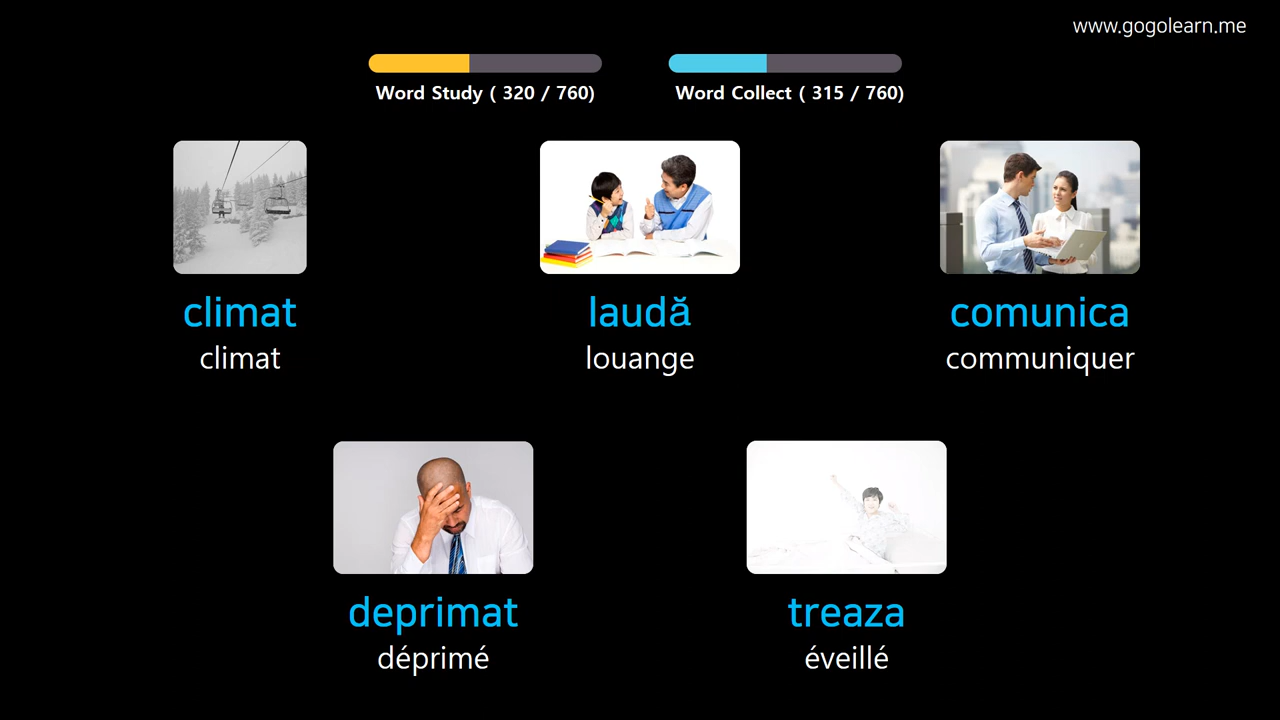 www.gogolearn.me
Word Study ( 320 / 760)
Word Collect ( 315 / 760)
climat
climat
laudă
louange
comunica
communiquer
deprimat
déprimé
treaza
éveillé